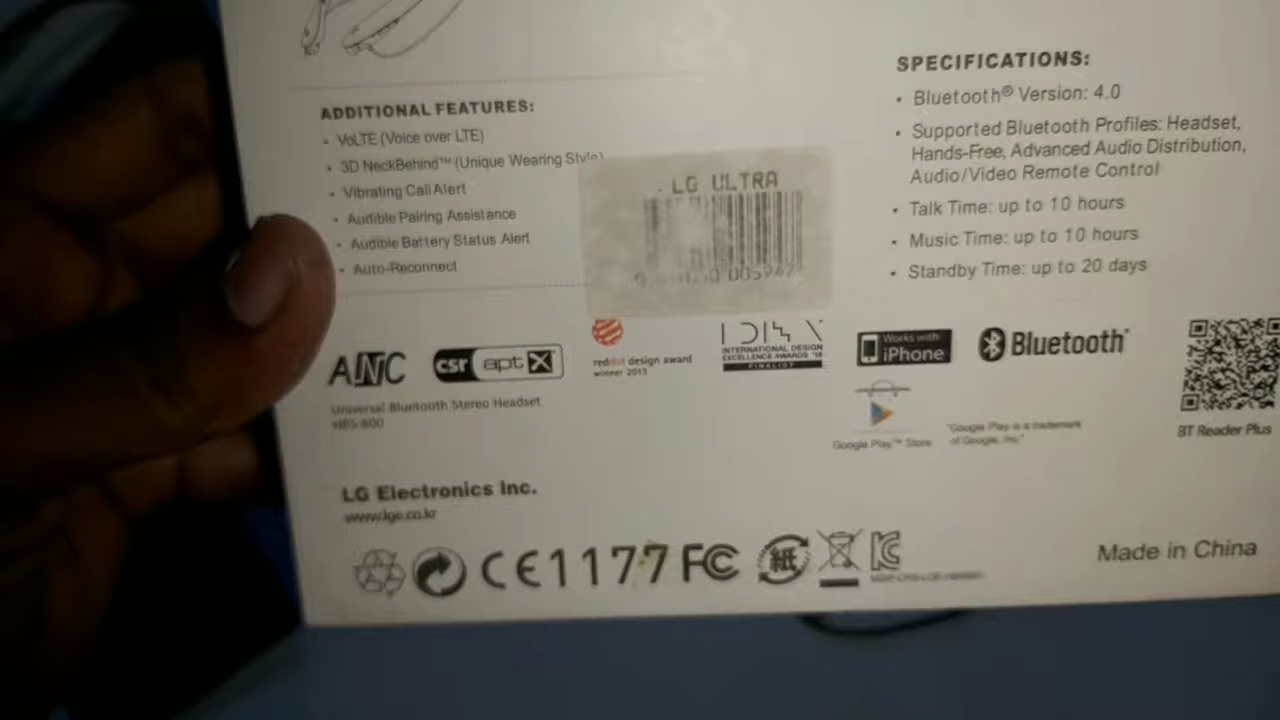 SPECIFICATIONS:
• Bluetooth® Version: 4.0
• Supported Bluetooth Profiles: Headset,
Hands-Free, Advanced Audio Distribution,
Audio/Video Remote Control
• Talk Time: up to 10 hours
• Music Time: up to 10 hours
• Standby Time: up to 20 days
ADDITIONAL FEATURES:
• VoLTE (Voice over LTE)
• 3D NeckBehind™ (Unique Wearing Style)
• Vibrating Call Alert
• Audible Pairing Assistance
• Audible Battery Status Alert
• Auto-Reconnect
LG ULTRA
ANC
csr aptX
reddot design award
winner 2013
INTERNATIONAL DESIGN
EXCELLENCE AWARDS
FINALIST
Works with
iPhone
Bluetooth®
Universal Bluetooth Stereo Headset
HBS-800
Google Play™ Store
"Google Play is a trademark
of Google, Inc."
BT Reader Plus
LG Electronics Inc.
www.lge.co.kr
CE1177 FC 紙
Made in China